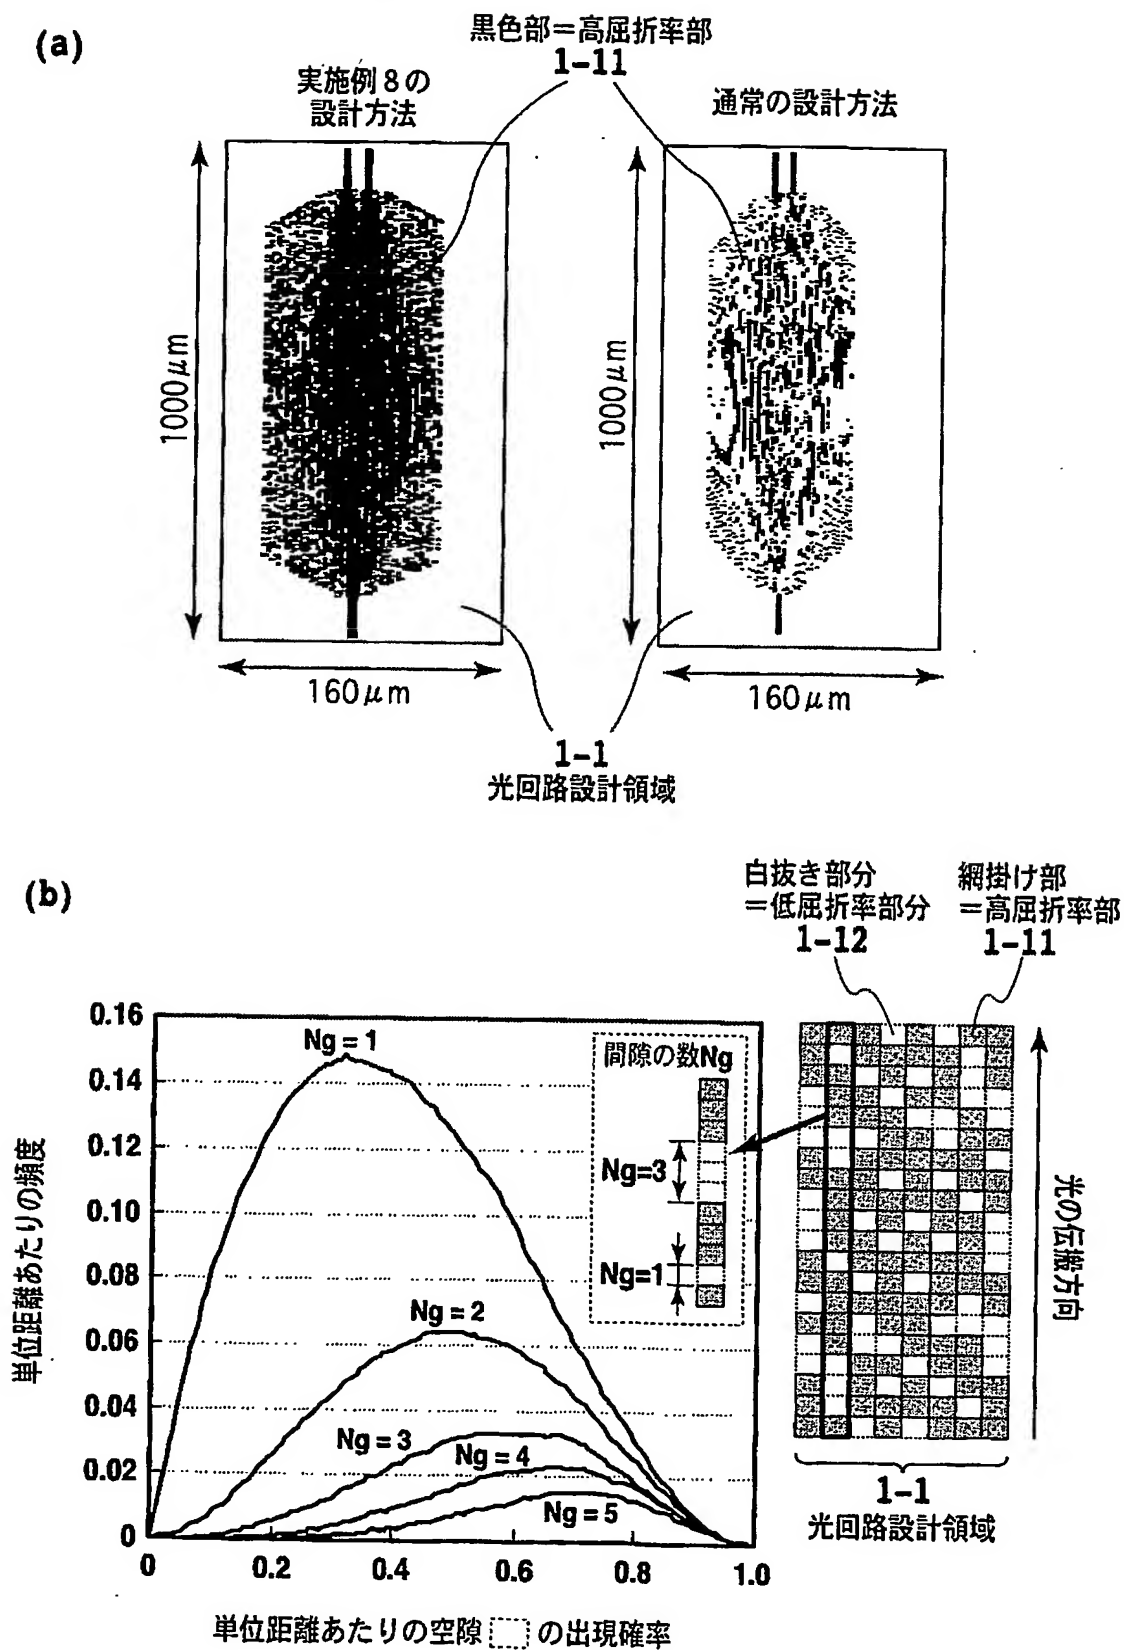 (a)
黒色部＝高屈折率部
1-11
実施例８の
設計方法
通常の設計方法
1000μm
1000μm
160μm
160μm
1-1
光回路設計領域
(b)
白抜き部分
＝低屈折率部分
1-12
網掛け部
＝高屈折率部
1-11
単位距離あたりの頻度
0.16
0.14
0.12
0.10
0.08
0.06
0.04
0.02
0
Ng = 1
Ng = 2
Ng = 3
Ng = 4
Ng = 5
間隙の数Ng
Ng=3
Ng=1
光の伝搬方向
0
0.2
0.4
0.6
0.8
1.0
単位距離あたりの空隙 の出現確率
1-1
光回路設計領域